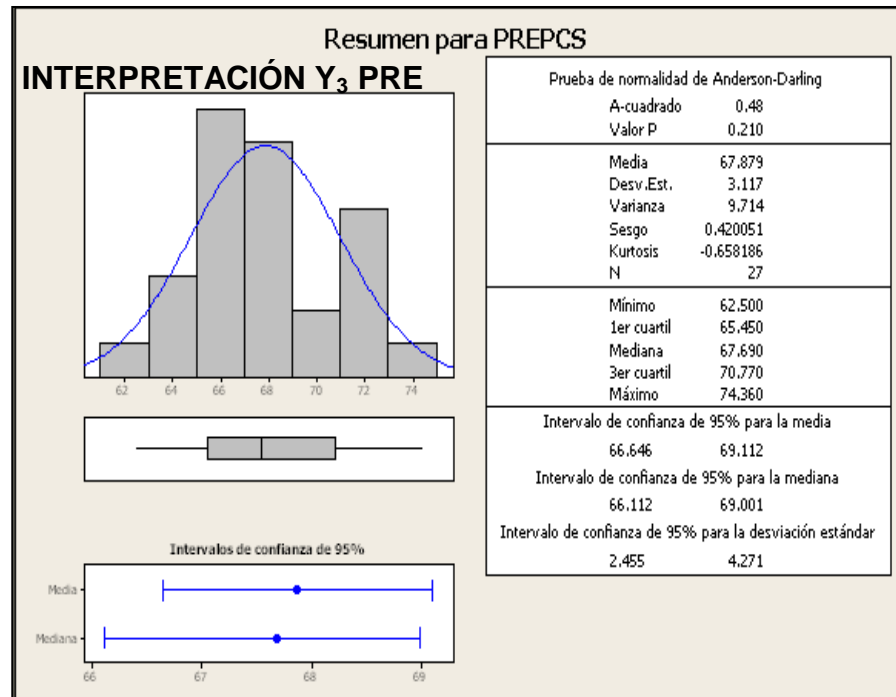 Resumen para PREPCS
INTERPRETACIÓN Y₃ PRE
62 64 66 68 70 72 74
Intervalos de confianza de 95%
Media
Mediana
66 67 68 69
Prueba de normalidad de Anderson-Darling
A-cuadrado 0.48
Valor P 0.210
Media 67.879
Desv.Est. 3.117
Varianza 9.714
Sesgo 0.420051
Kurtosis -0.658186
N 27
Mínimo 62.500
1er cuartil 65.450
Mediana 67.690
3er cuartil 70.770
Máximo 74.360
Intervalo de confianza de 95% para la media
66.646 69.112
Intervalo de confianza de 95% para la mediana
66.112 69.001
Intervalo de confianza de 95% para la desviación estándar
2.455 4.271